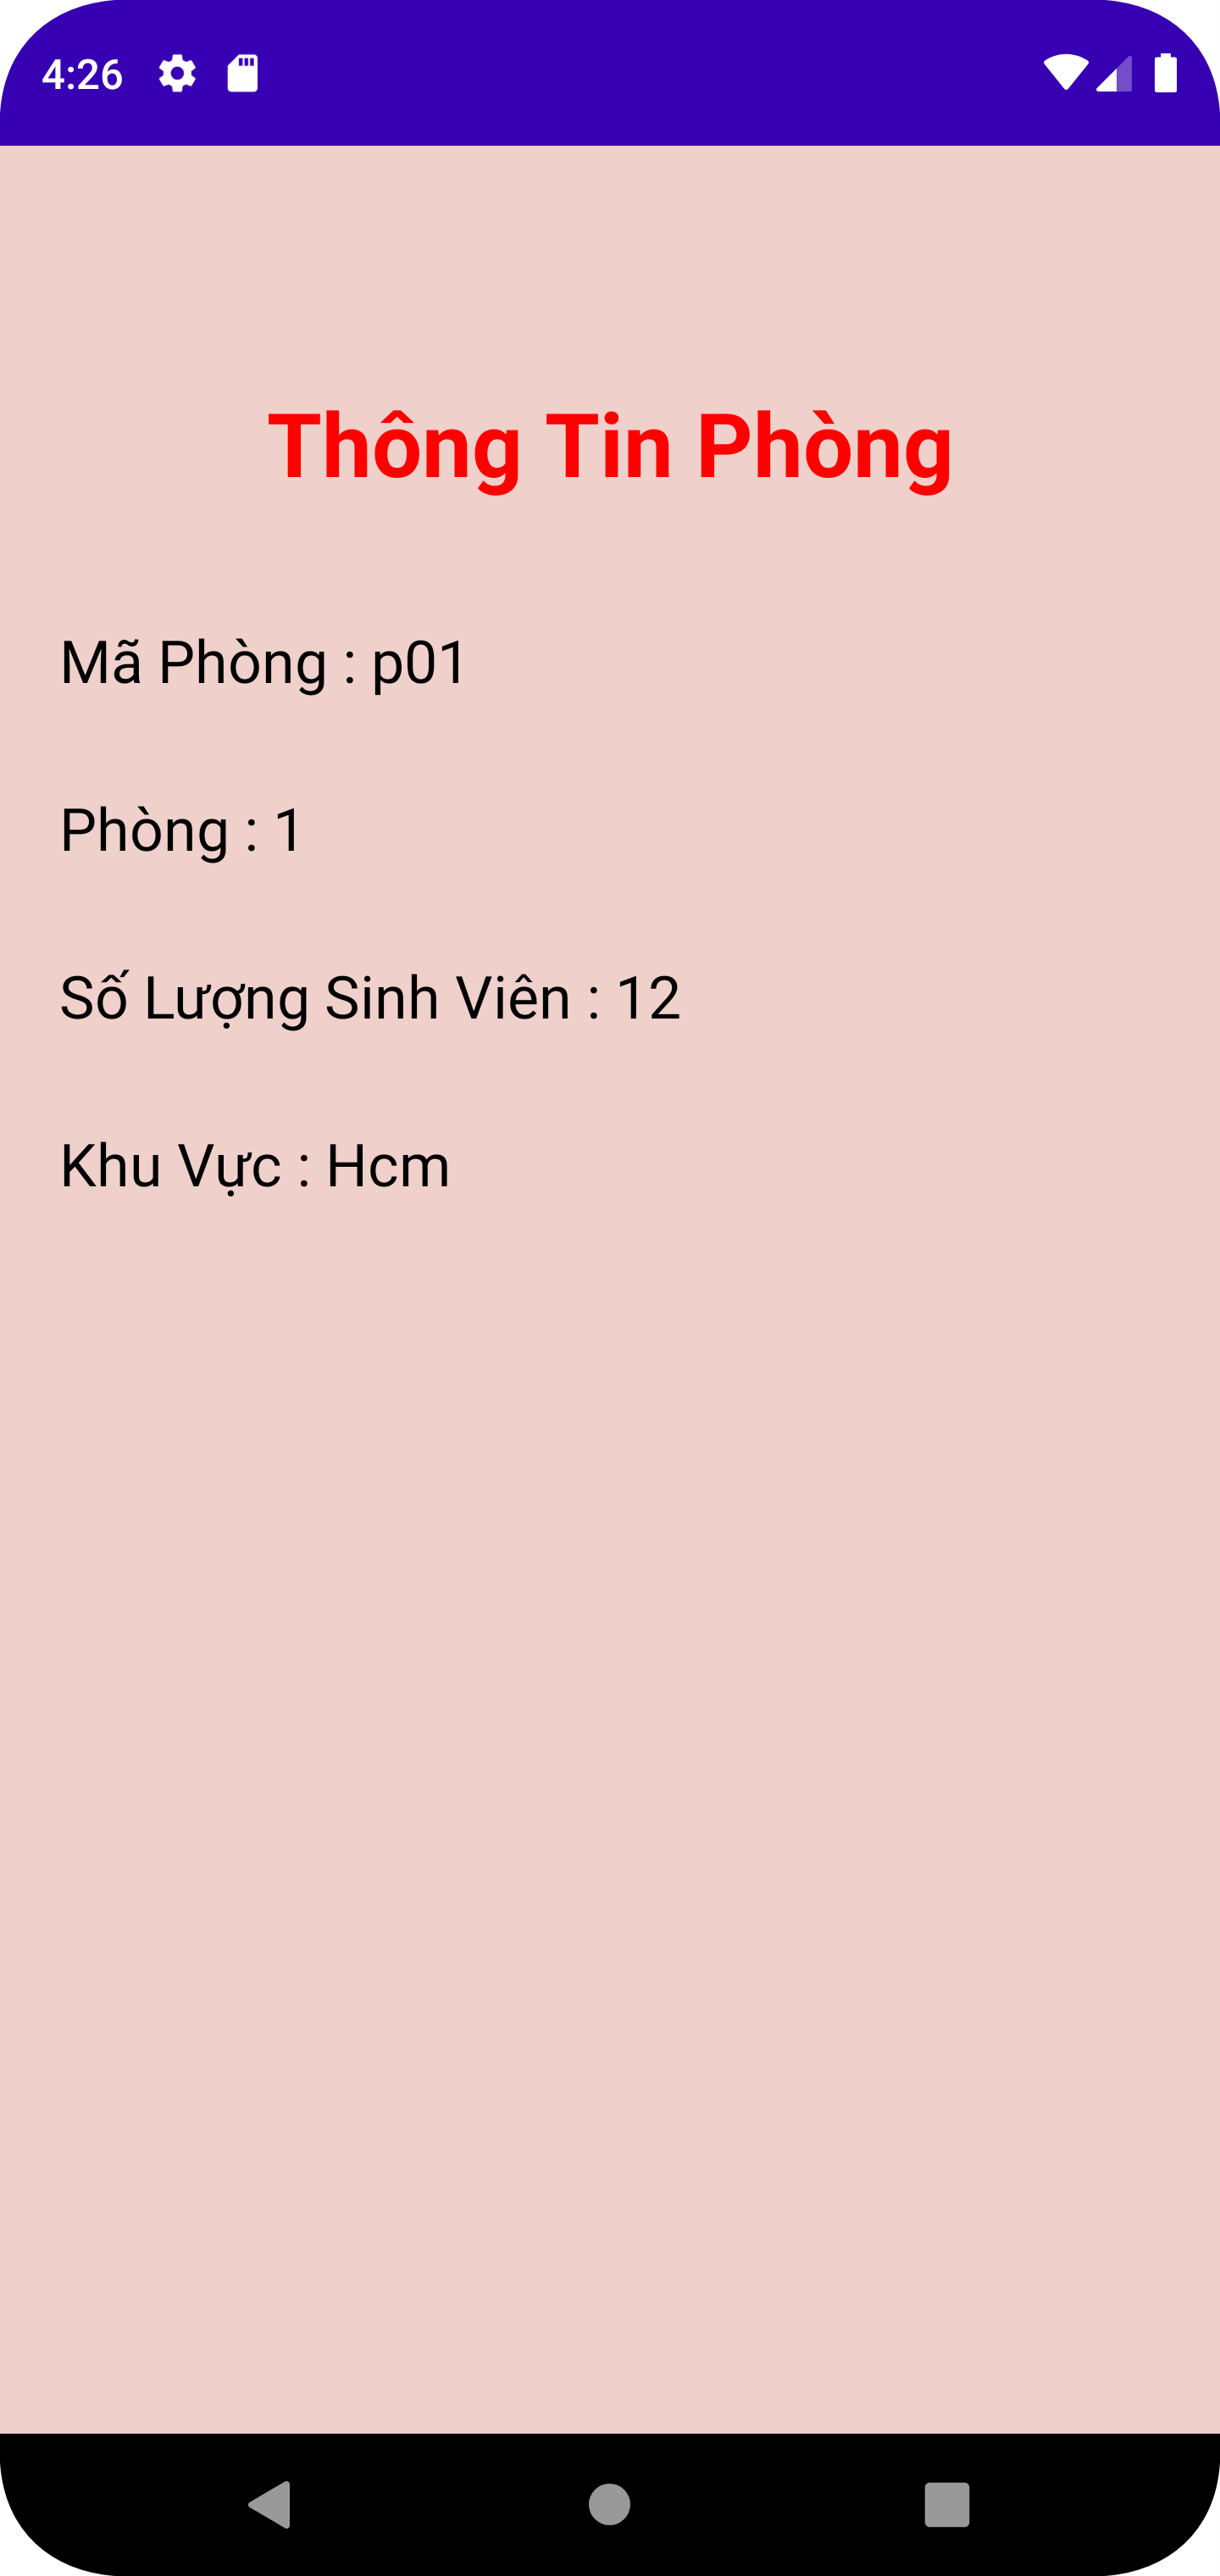 4:26
Thông Tin Phòng
Mã Phòng : p01
Phòng : 1
Số Lượng Sinh Viên : 12
Khu Vực : Hcm